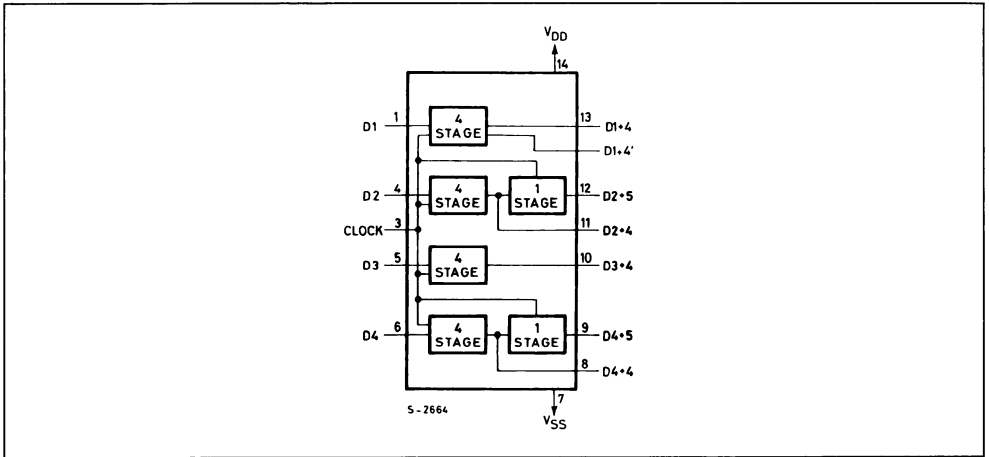 VDD
14
D1 1 4 STAGE 13 D1+4
D1+4'
D2 4 4 STAGE 1 STAGE 12 D2+5
11 D2+4
CLOCK 3
D3 5 4 STAGE 10 D3+4
D4 6 4 STAGE 1 STAGE 9 D4+5
8 D4+4
7
S-2664
VSS